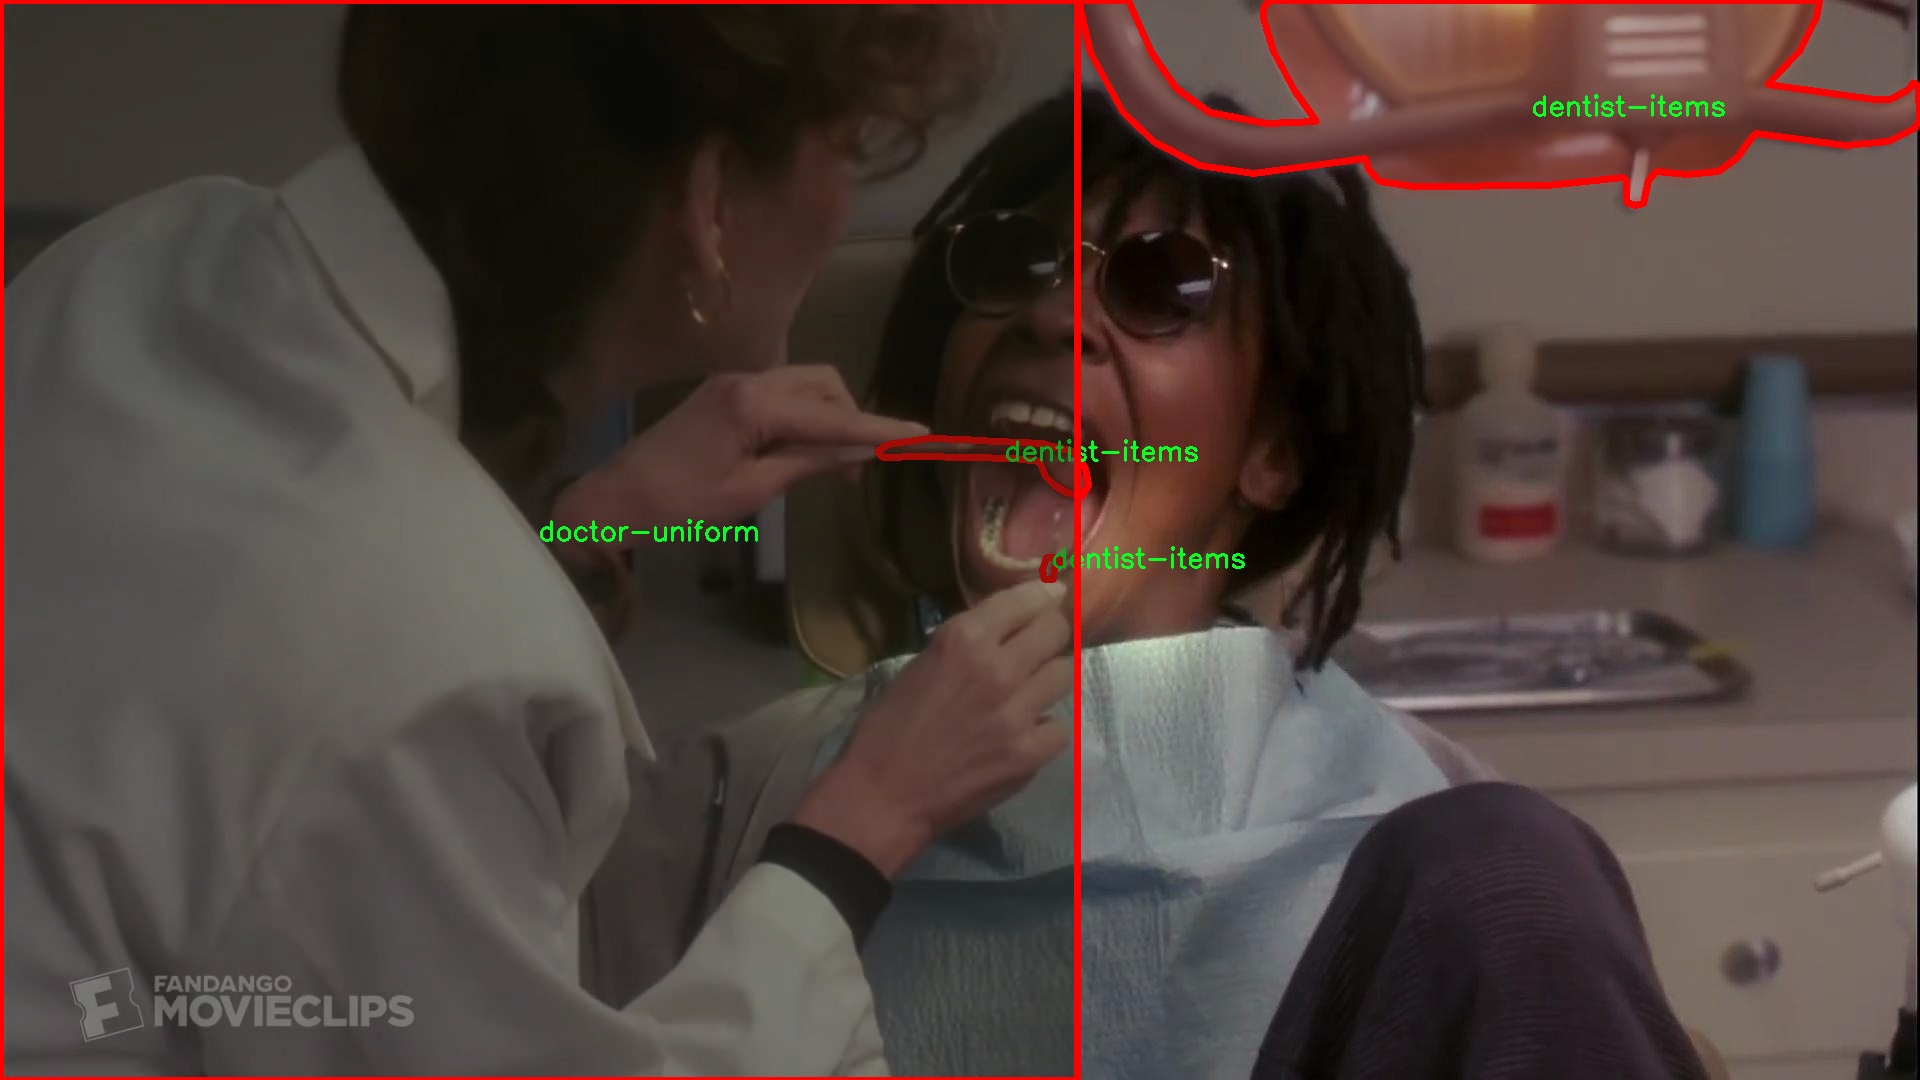 dentist-items
dentist-items
doctor-uniform
dentist-items
FANDANGO
MOVIECLIPS